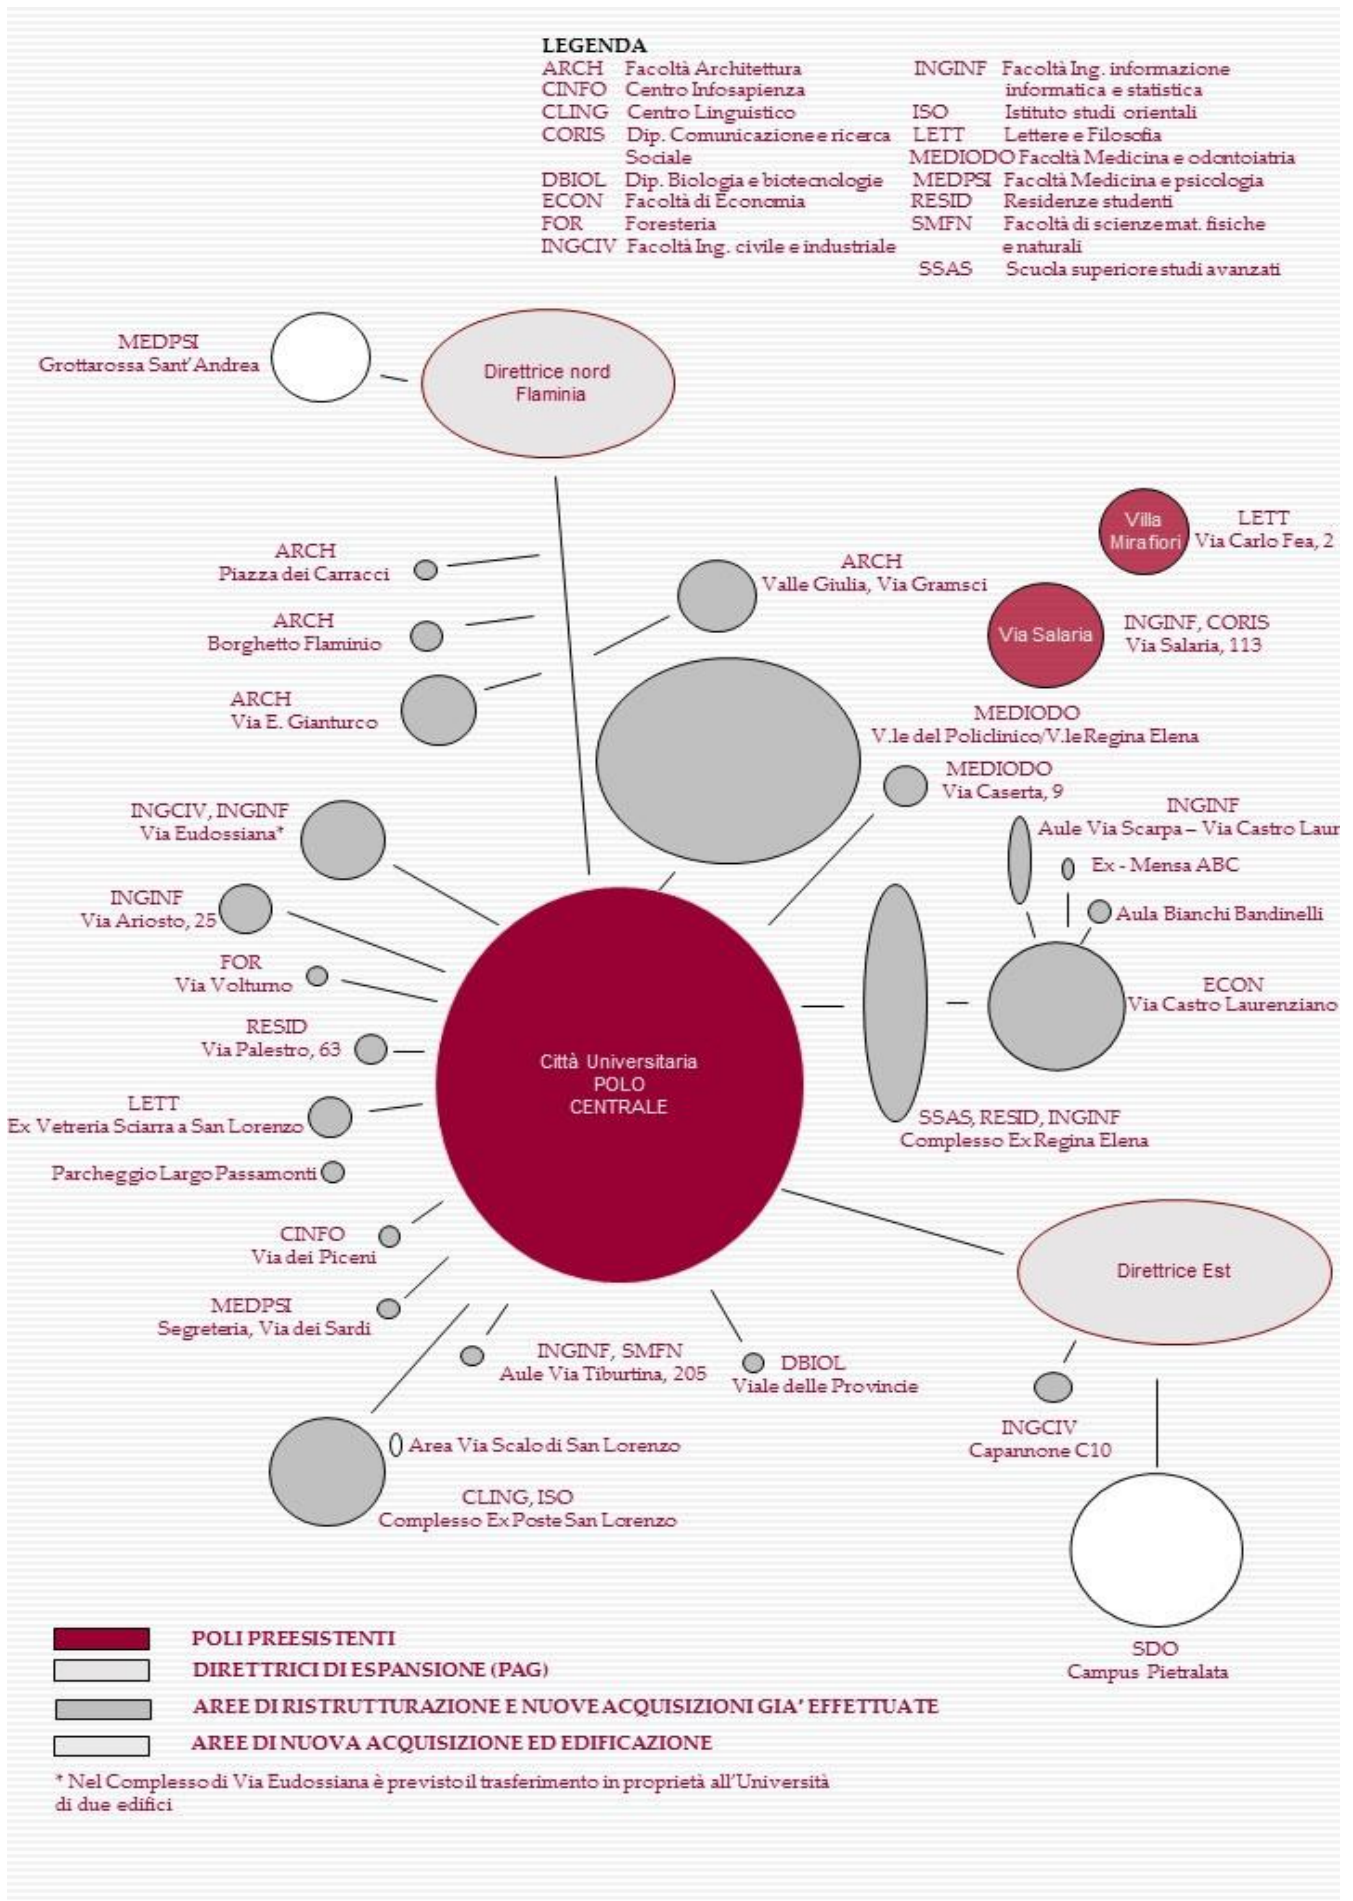 LEGENDA
ARCH Facoltà Architettura
CINFO Centro Infosapienza
CLING Centro Linguistico
CORIS Dip. Comunicazione e ricerca
Sociale
DBIOL Dip. Biologia e biotecnologie
ECON Facoltà di Economia
FOR Foresteria
INGCIV Facoltà Ing. civile e industriale
INGINF Facoltà Ing. informazione
informatica e statistica
ISO Istituto studi orientali
LETT Lettere e Filosofia
MEDIODO Facoltà Medicina e odontoiatria
MEDPSI Facoltà Medicina e psicologia
RESID Residenze studenti
SMFN Facoltà di scienze mat. fisiche
e naturali
SSAS Scuola superiore studi avanzati
MEDPSI
Grottarossa Sant'Andrea
Direttrice nord
Flaminia
Villa
Mirafiori
LETT
Via Carlo Fea, 2
ARCH
Piazza dei Carracci
ARCH
Valle Giulia, Via Gramsci
ARCH
Borghetto Flaminio
Via Salaria
INGINF, CORIS
Via Salaria, 113
ARCH
Via E. Gianturco
MEDIODO
V.le del Policlinico/V.le Regina Elena
MEDIODO
Via Caserta, 9
INGCIV, INGINF
Via Eudossiana*
INGINF
Aule Via Scarpa – Via Castro Laur
Ex - Mensa ABC
INGINF
Via Ariosto, 25
Aula Bianchi Bandinelli
FOR
Via Volturno
ECON
Via Castro Laurenziano
RESID
Via Palestro, 63
Città Universitaria
POLO
CENTRALE
LETT
Ex Vetreria Sciarra a San Lorenzo
SSAS, RESID, INGINF
Complesso Ex Regina Elena
Parcheggio Largo Passamonti
CINFO
Via dei Piceni
Direttrice Est
MEDPSI
Segreteria, Via dei Sardi
INGINF, SMFN
Aule Via Tiburtina, 205
DBIOL
Viale delle Provincie
INGCIV
Capannone C10
Area Via Scalo di San Lorenzo
CLING, ISO
Complesso Ex Poste San Lorenzo
SDO
Campus Pietralata
POLI PREESISTENTI
DIRETTRICI DI ESPANSIONE (PAG)
AREE DI RISTRUTTURAZIONE E NUOVE ACQUISIZIONI GIA' EFFETTUATE
AREE DI NUOVA ACQUISIZIONE ED EDIFICAZIONE
* Nel Complesso di Via Eudossiana è previsto il trasferimento in proprietà all'Università
di due edifici